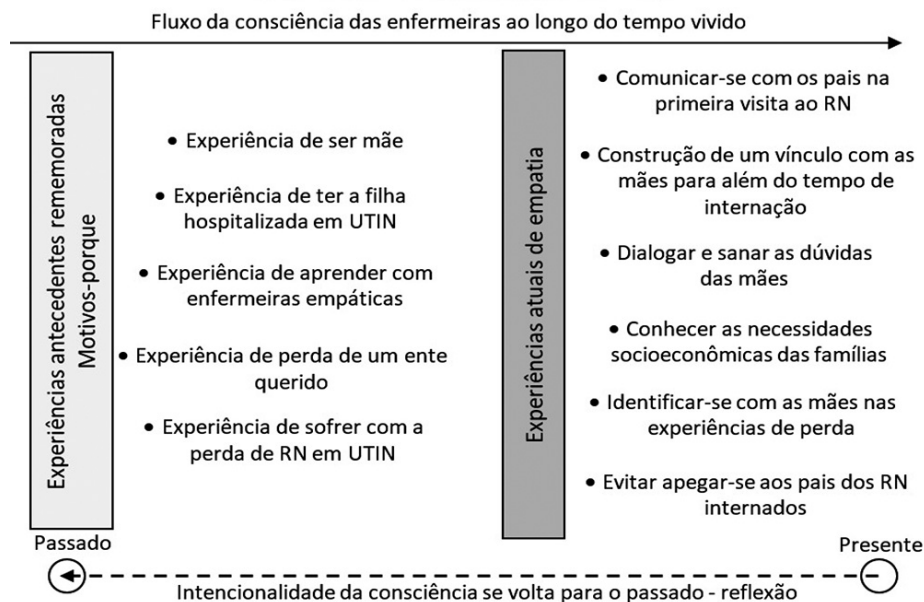 Fluxo da consciência das enfermeiras ao longo do tempo vivido
Experiências antecedentes rememoradas
Motivos-porque
• Experiência de ser mãe
• Experiência de ter a filha
hospitalizada em UTIN
• Experiência de aprender com
enfermeiras empáticas
• Experiência de perda de um ente
querido
• Experiência de sofrer com a
perda de RN em UTIN
Experiências atuais de empatia
• Comunicar-se com os pais na
primeira visita ao RN
• Construção de um vínculo com as
mães para além do tempo de
internação
• Dialogar e sanar as dúvidas
das mães
• Conhecer as necessidades
socioeconômicas das famílias
• Identificar-se com as mães nas
experiências de perda
• Evitar apegar-se aos pais dos RN
internados
Passado
Presente
Intencionalidade da consciência se volta para o passado - reflexão